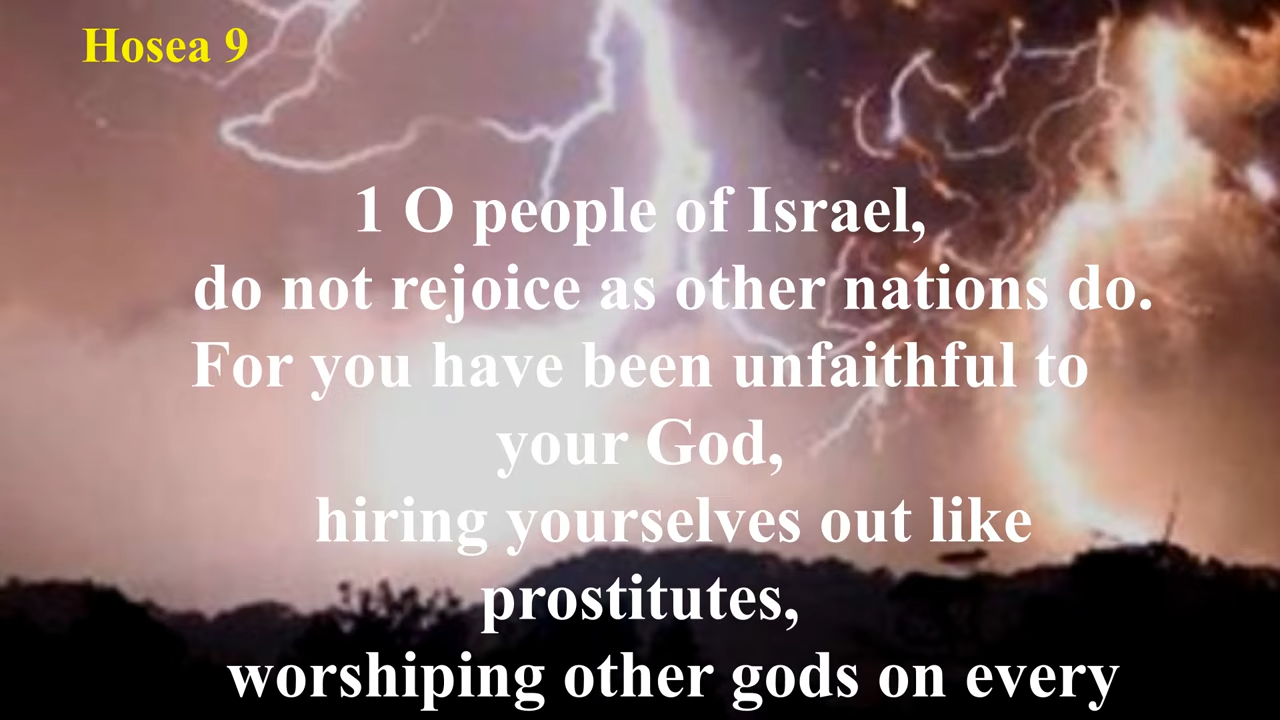 Hosea 9
1 O people of Israel,
do not rejoice as other nations do.
For you have been unfaithful to
your God,
hiring yourselves out like
prostitutes,
worshiping other gods on every